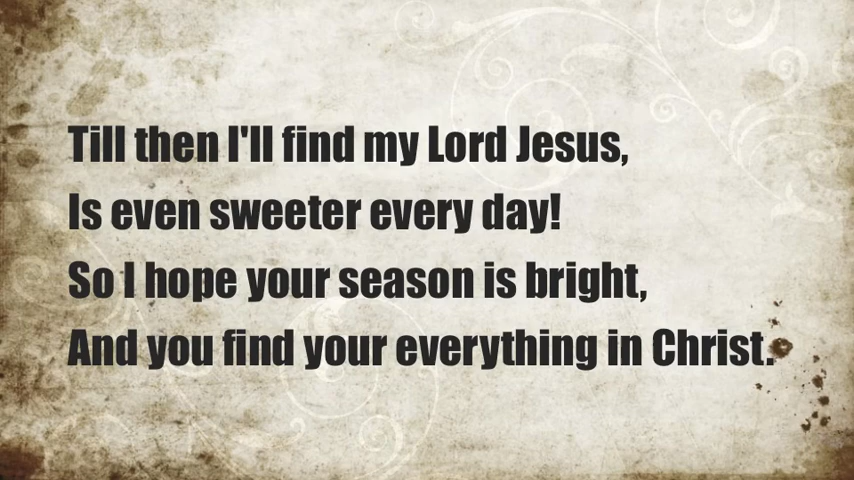 Till then I'll find my Lord Jesus,
Is even sweeter every day!
So I hope your season is bright,
And you find your everything in Christ.